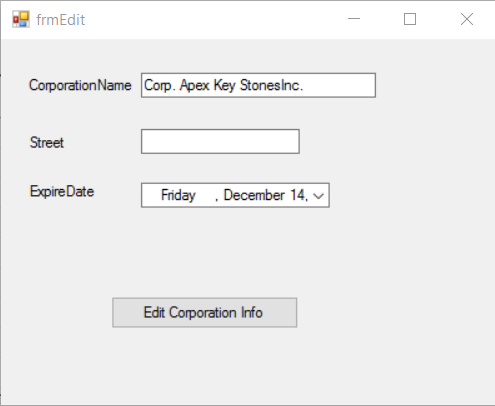 frmEdit
CorporationName Corp. Apex Key StonesInc.
Street
ExpireDate Friday , December 14,
Edit Corporation Info